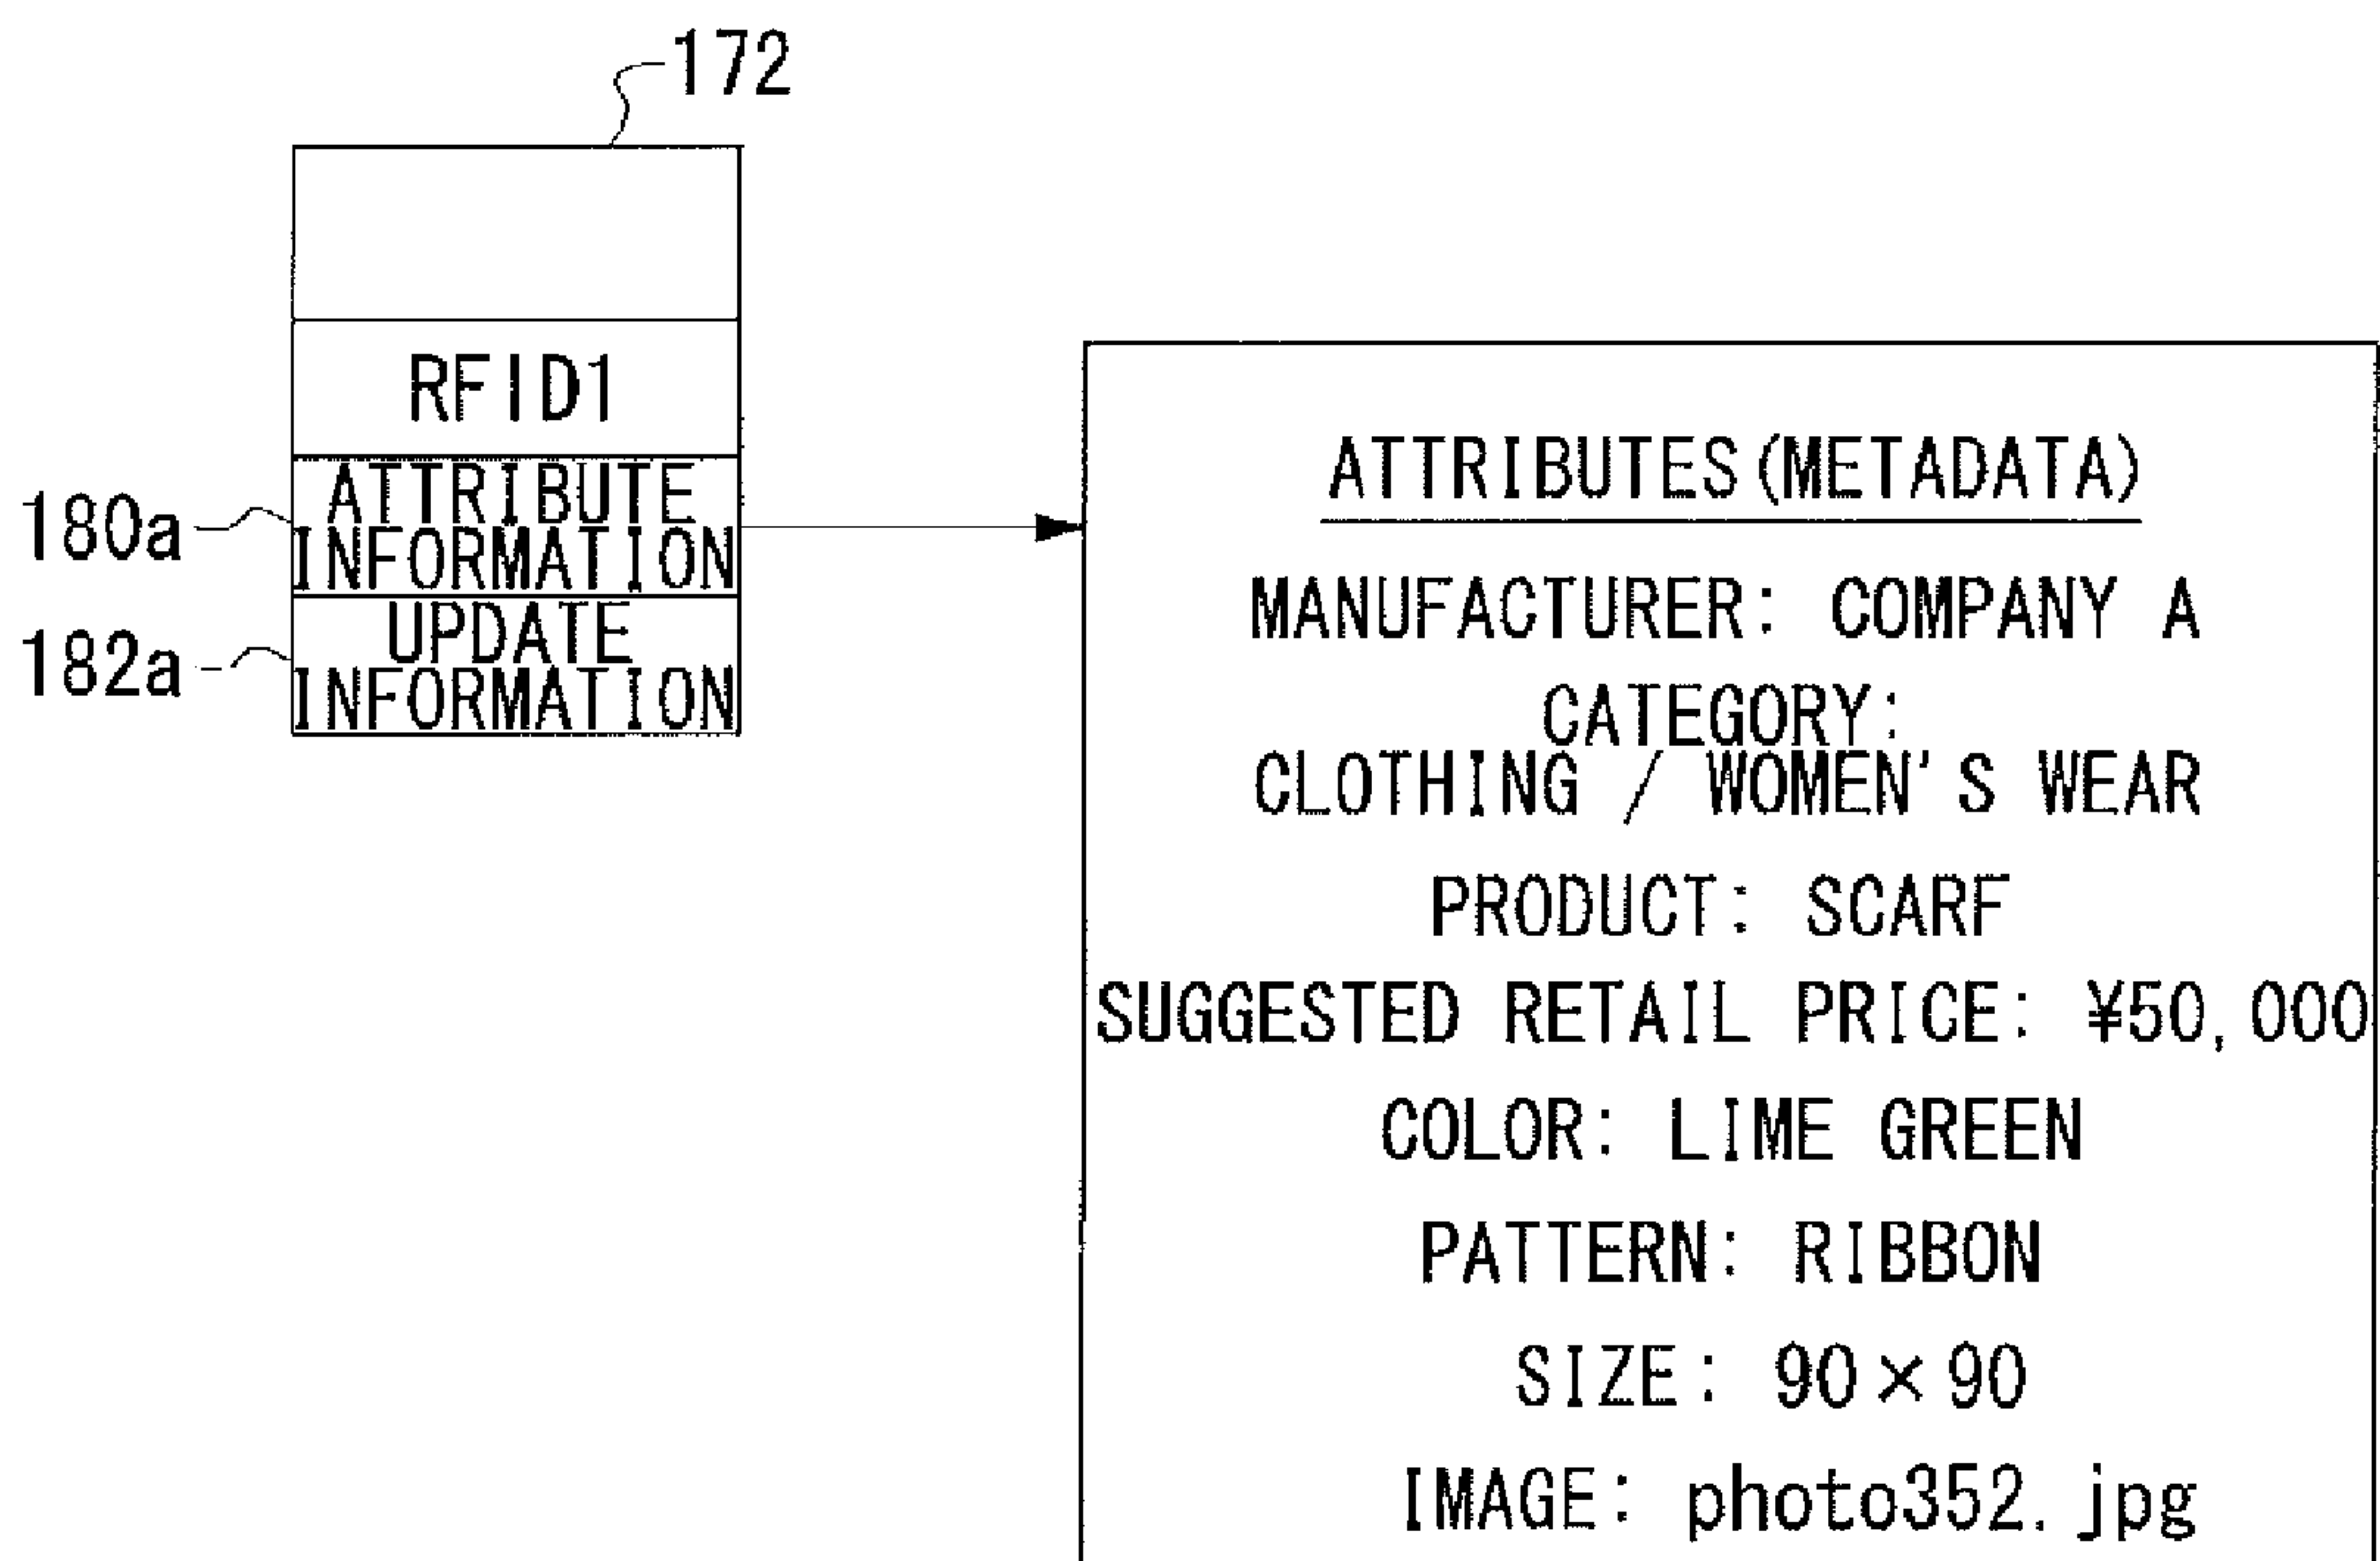 172
RFID1
180a
ATTRIBUTE
INFORMATION
182a
UPDATE
INFORMATION
ATTRIBUTES(METADATA)
MANUFACTURER: COMPANY A
CATEGORY:
CLOTHING / WOMEN'S WEAR
PRODUCT: SCARF
SUGGESTED RETAIL PRICE: ¥50,000
COLOR: LIME GREEN
PATTERN: RIBBON
SIZE: 90×90
IMAGE: photo352.jpg